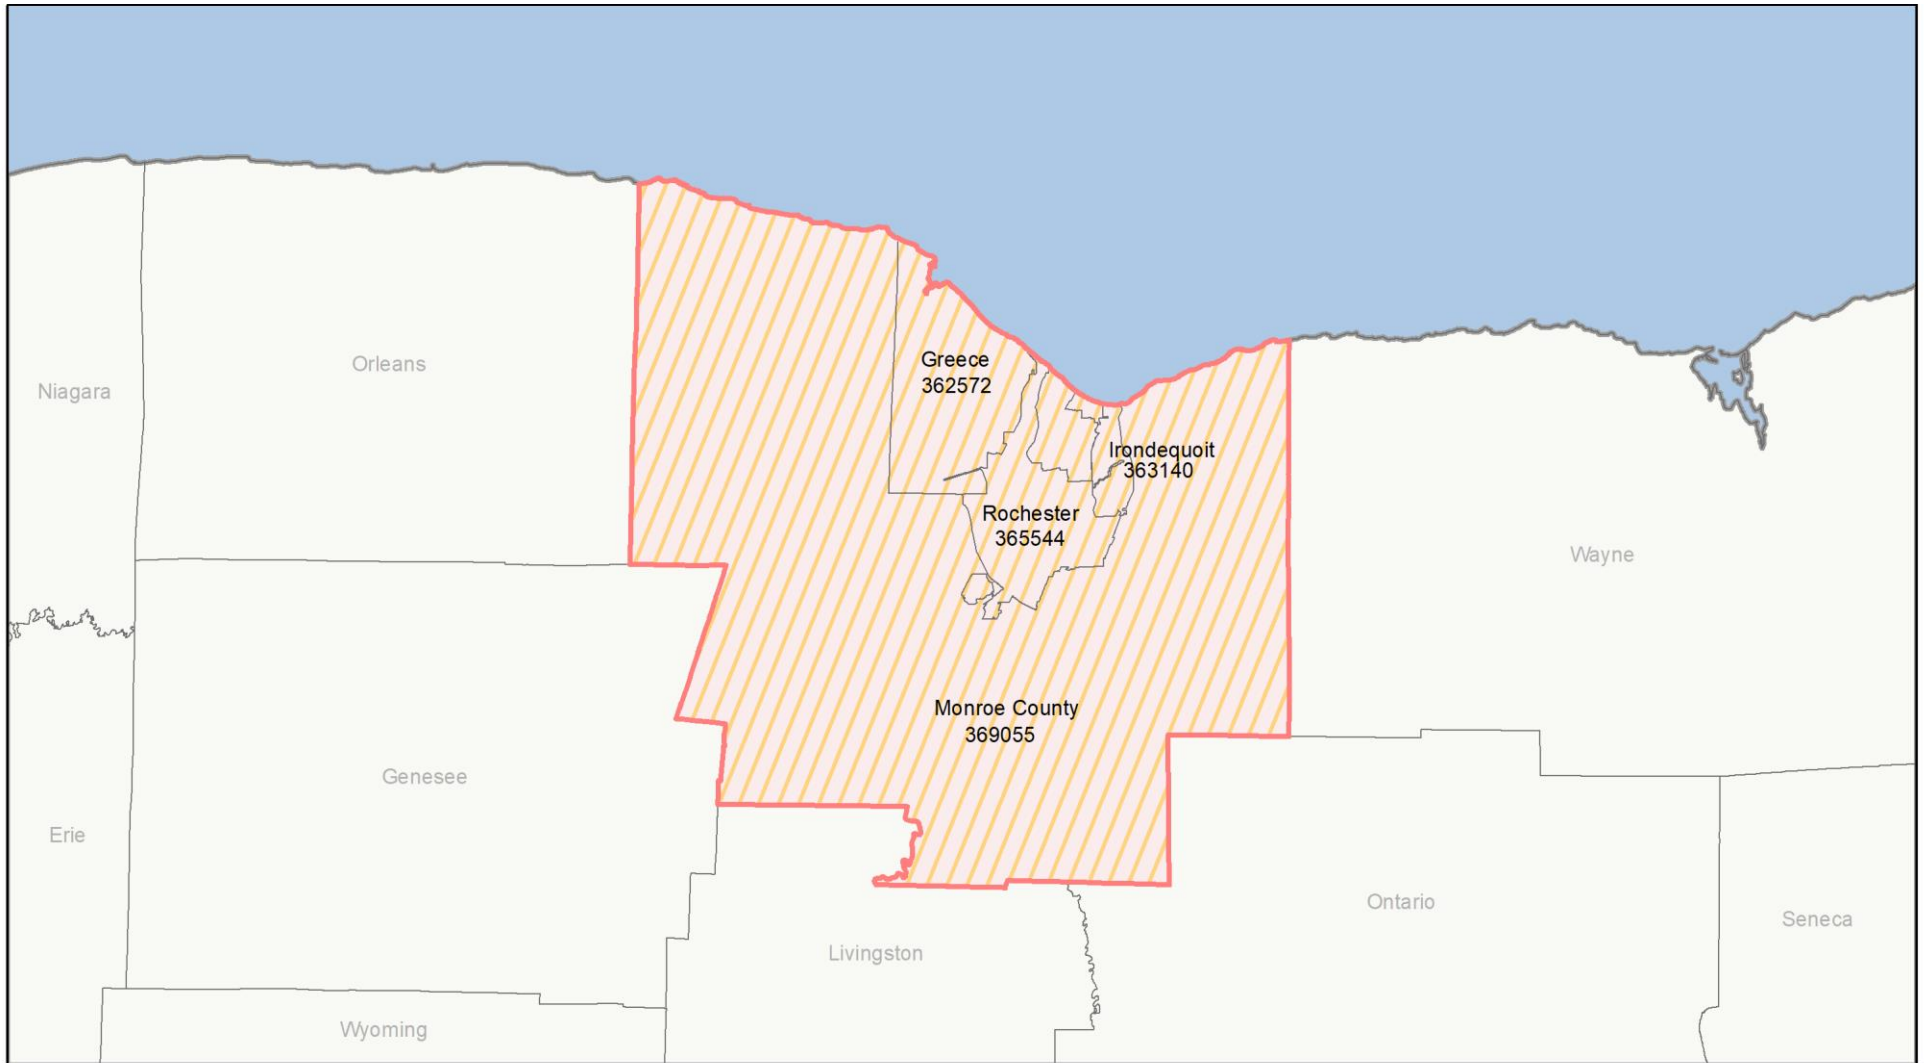 Greece
362572
Orleans
Niagara
Irondequoit
363140
Rochester
365544
Wayne
Monroe County
369055
Genesee
Erie
Ontario
Seneca
Livingston
Wyoming